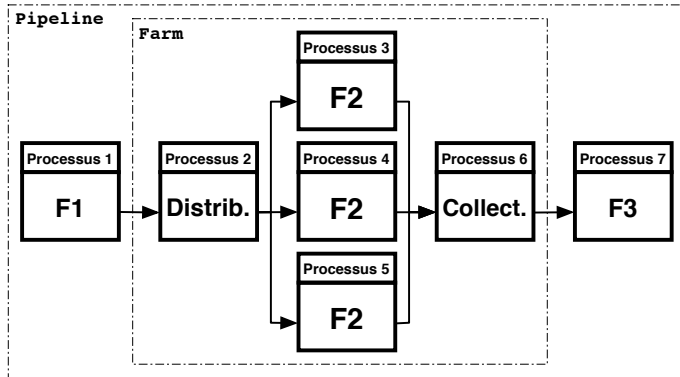 Pipeline
Farm
Processus 3
F2
Processus 1
F1
Processus 2
Distrib.
Processus 4
F2
Processus 6
Collect.
Processus 7
F3
Processus 5
F2